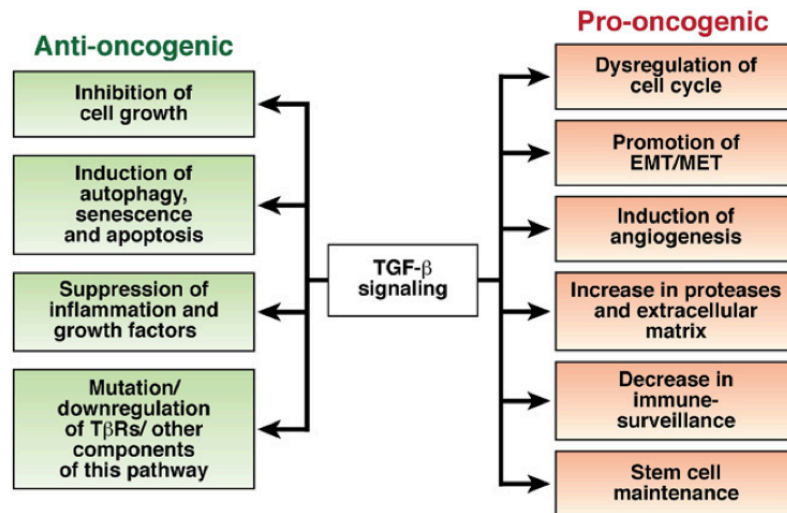 Anti-oncogenic
Inhibition of
cell growth
Induction of
autophagy,
senescence
and apoptosis
Suppression of
inflammation and
growth factors
Mutation/
downregulation
of TβRs/ other
components
of this pathway
TGF-β
signaling
Pro-oncogenic
Dysregulation of
cell cycle
Promotion of
EMT/MET
Induction of
angiogenesis
Increase in proteases
and extracellular
matrix
Decrease in
immune-
surveillance
Stem cell
maintenance